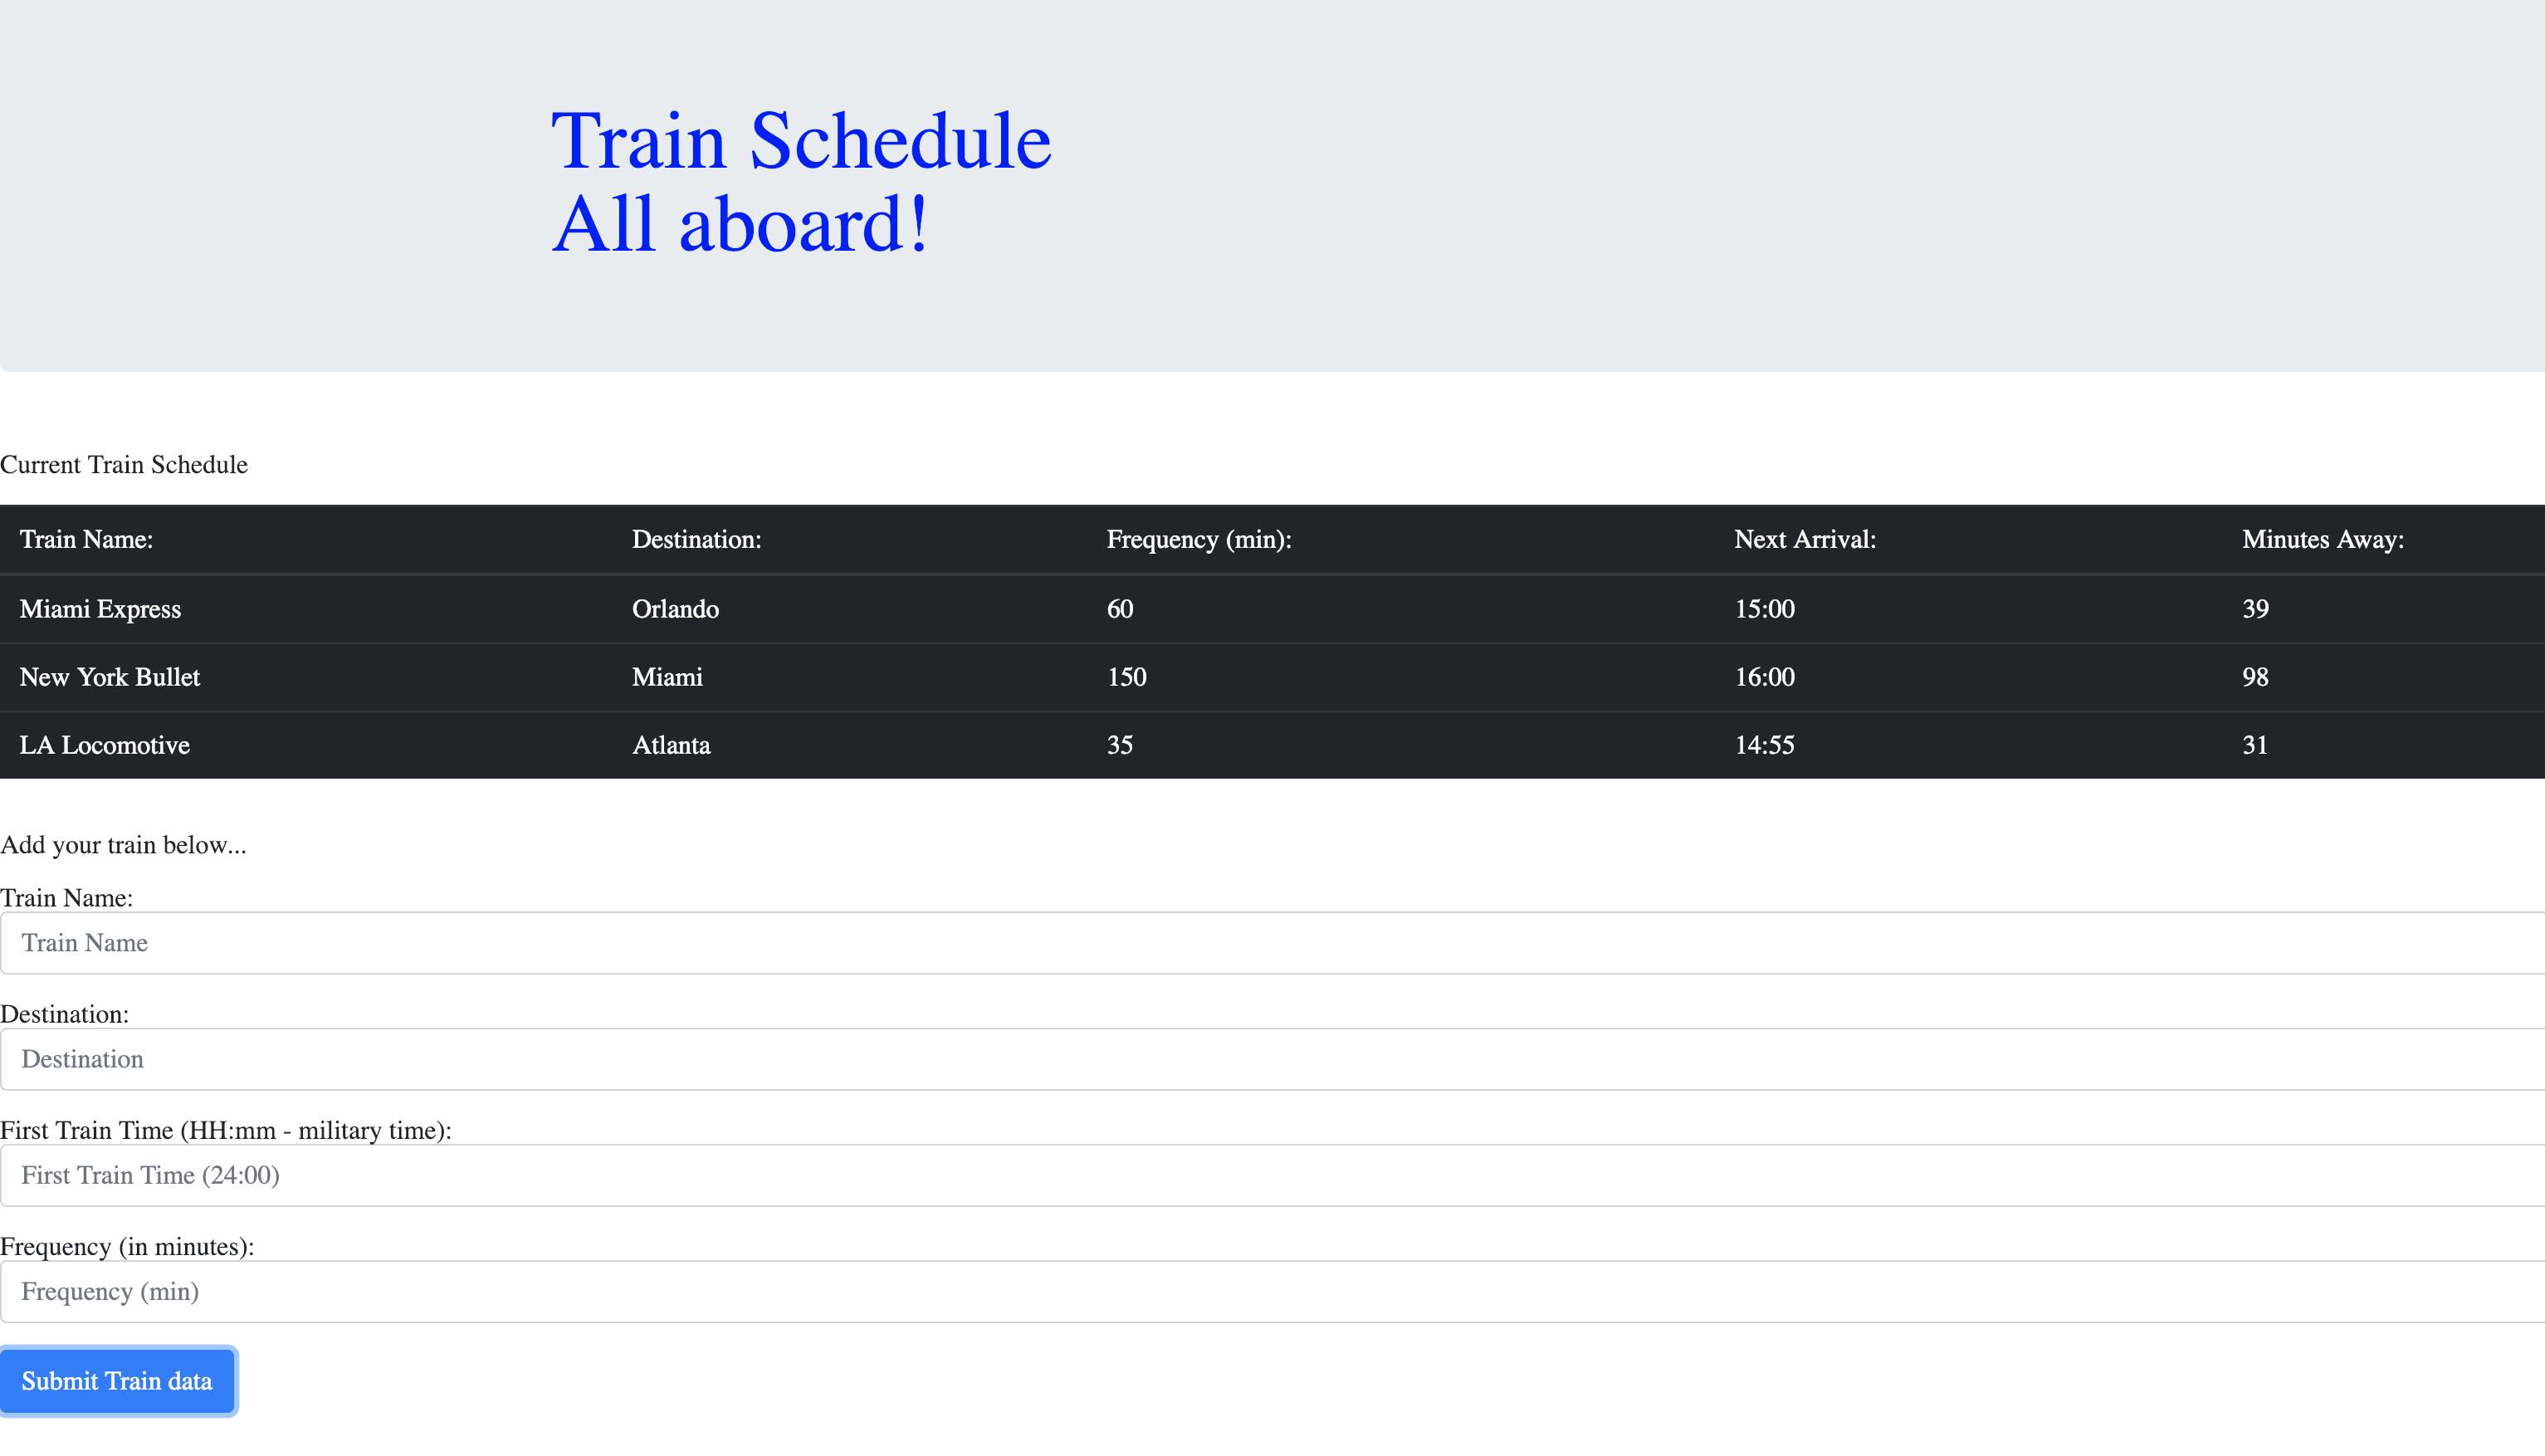 Train Schedule
All aboard!
Current Train Schedule
Train Name: Destination: Frequency (min): Next Arrival: Minutes Away:
Miami Express Orlando 60 15:00 39
New York Bullet Miami 150 16:00 98
LA Locomotive Atlanta 35 14:55 31
Add your train below...
Train Name:
Train Name
Destination:
Destination
First Train Time (HH:mm - military time):
First Train Time (24:00)
Frequency (in minutes):
Frequency (min)
Submit Train data